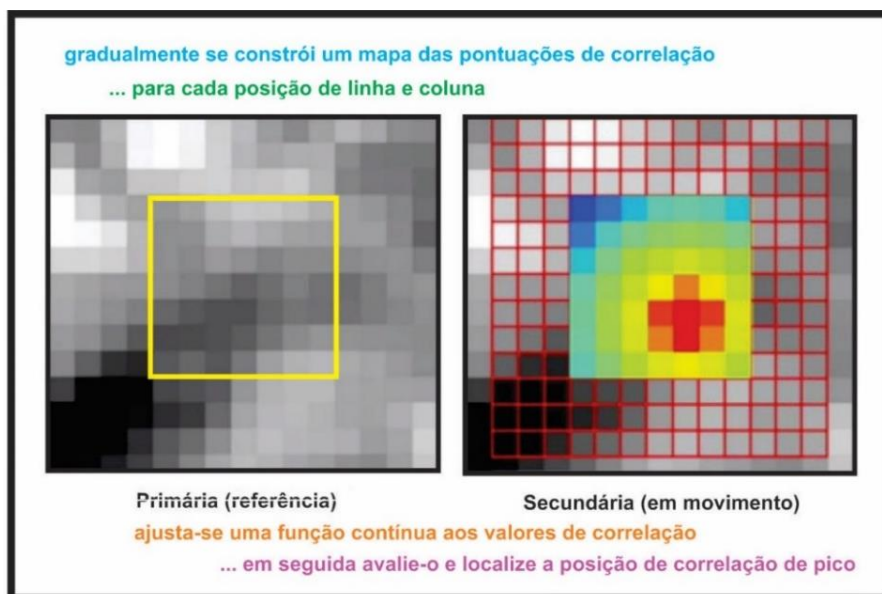 gradualmente se constrói um mapa das pontuações de correlação
... para cada posição de linha e coluna
Primária (referência)
Secundária (em movimento)
ajusta-se uma função contínua aos valores de correlação
... em seguida avalie-o e localize a posição de correlação de pico